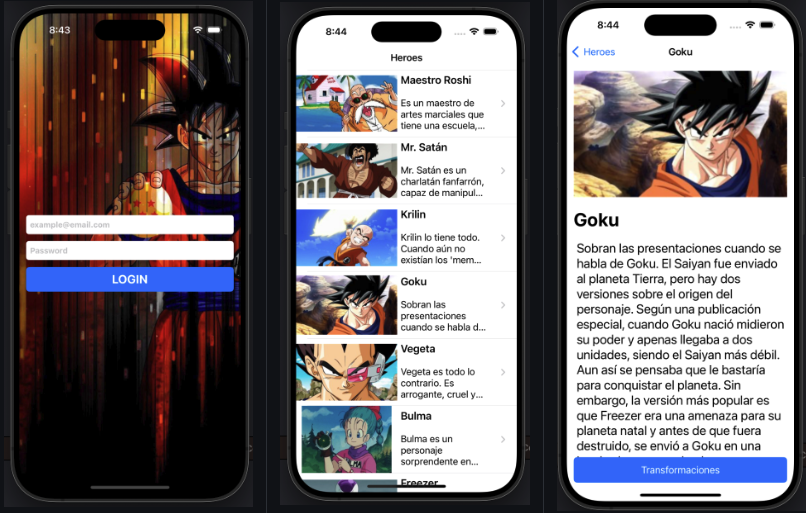 8:43
example@email.com
Password
LOGIN
8:44
Heroes
Maestro Roshi
Es un maestro de
artes marciales que
tiene una escuela,...
Mr. Satán
Mr. Satán es un
charlatán fanfarrón,
capaz de manipul...
Krilin
Krilin lo tiene todo.
Cuando aún no
existían los 'mem...
Goku
Sobran las
presentaciones
cuando se habla d...
Vegeta
Vegeta es todo lo
contrario. Es
arrogante, cruel y...
Bulma
Bulma es un
personaje
sorprendente en...
Freezer
8:44
Heroes
Goku
Goku
Sobran las presentaciones cuando se
habla de Goku. El Saiyan fue enviado
al planeta Tierra, pero hay dos
versiones sobre el origen del
personaje. Según una publicación
especial, cuando Goku nació midieron
su poder y apenas llegaba a dos
unidades, siendo el Saiyan más débil.
Aun así se pensaba que le bastaría
para conquistar el planeta. Sin
embargo, la versión más popular es
que Freezer era una amenaza para su
planeta natal y antes de que fuera
destruido, se envió a Goku en una
Transformaciones